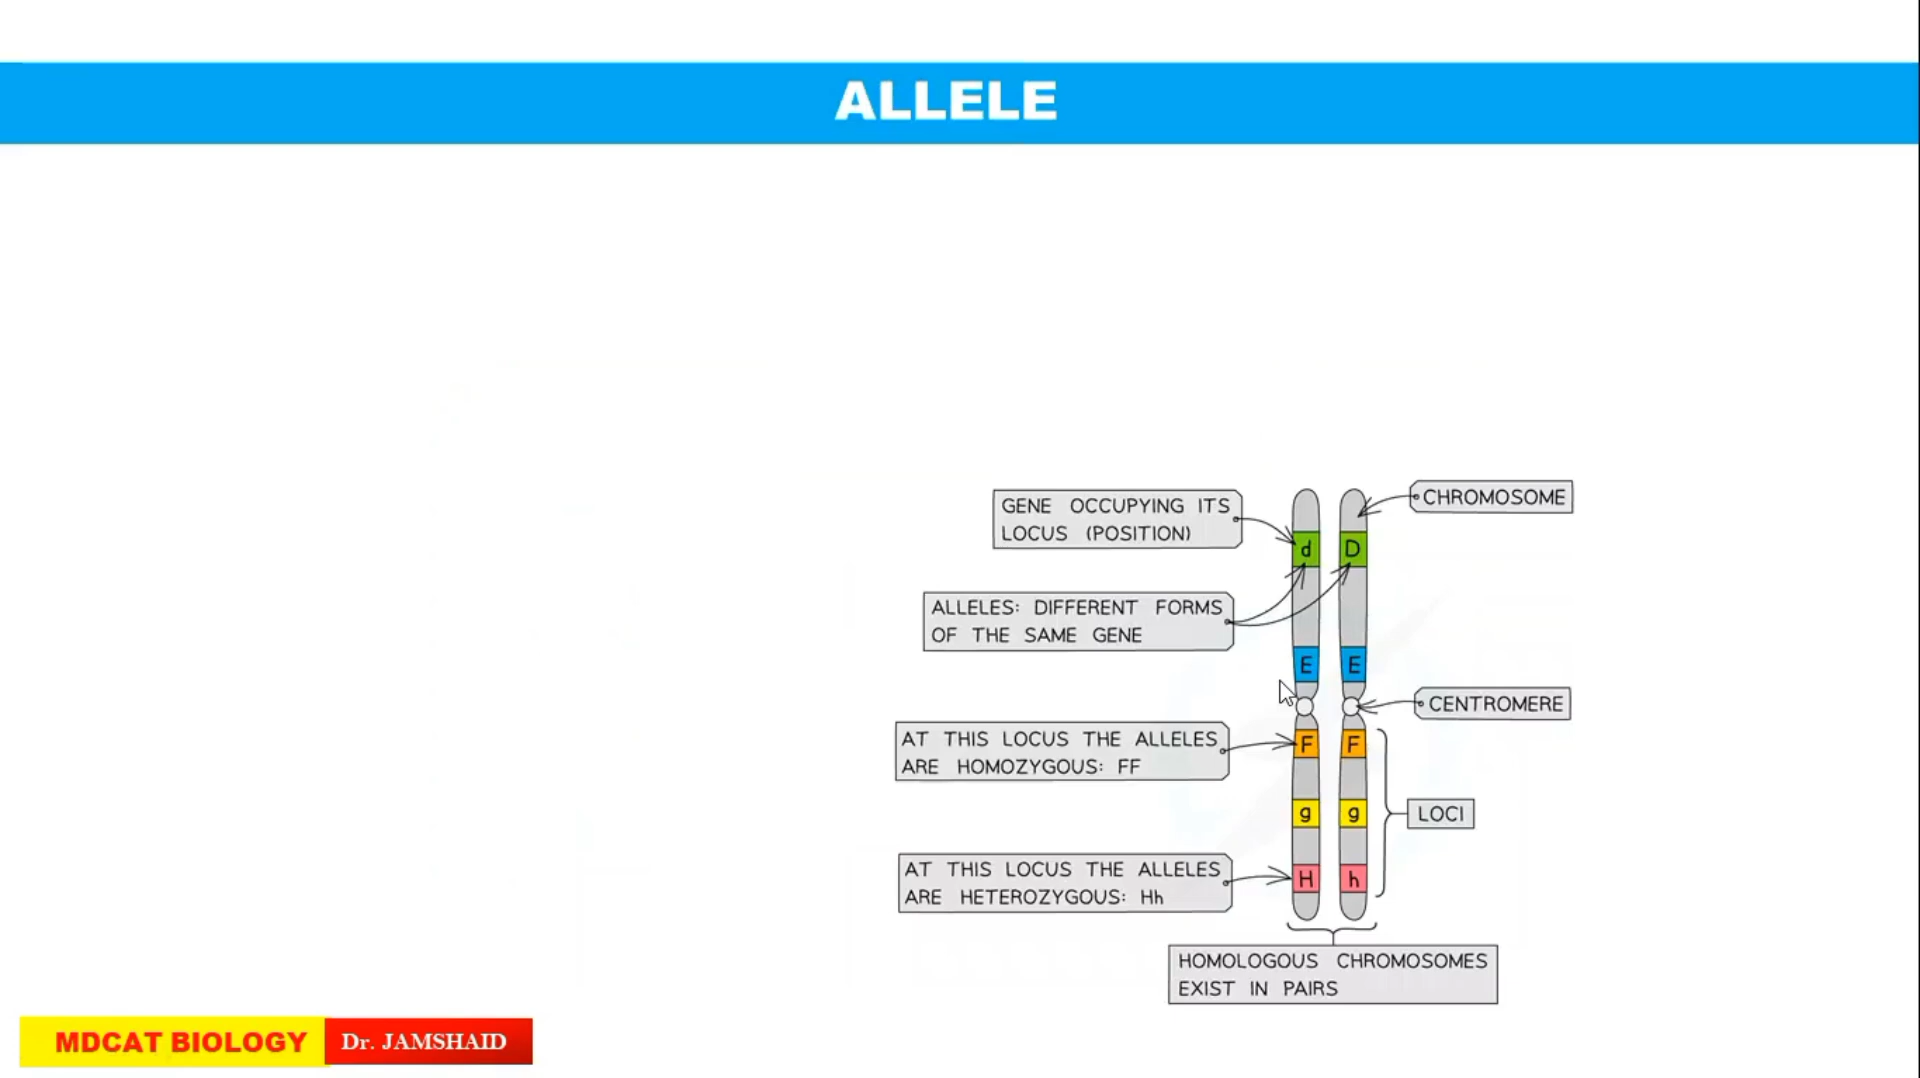 ALLELE
GENE OCCUPYING ITS
LOCUS (POSITION)
CHROMOSOME
d
D
ALLELES: DIFFERENT FORMS
OF THE SAME GENE
E
E
CENTROMERE
AT THIS LOCUS THE ALLELES
ARE HOMOZYGOUS: FF
F
F
g
g
LOCI
AT THIS LOCUS THE ALLELES
ARE HETEROZYGOUS: Hh
H
h
HOMOLOGOUS CHROMOSOMES
EXIST IN PAIRS
MDCAT BIOLOGY
Dr. JAMSHAID